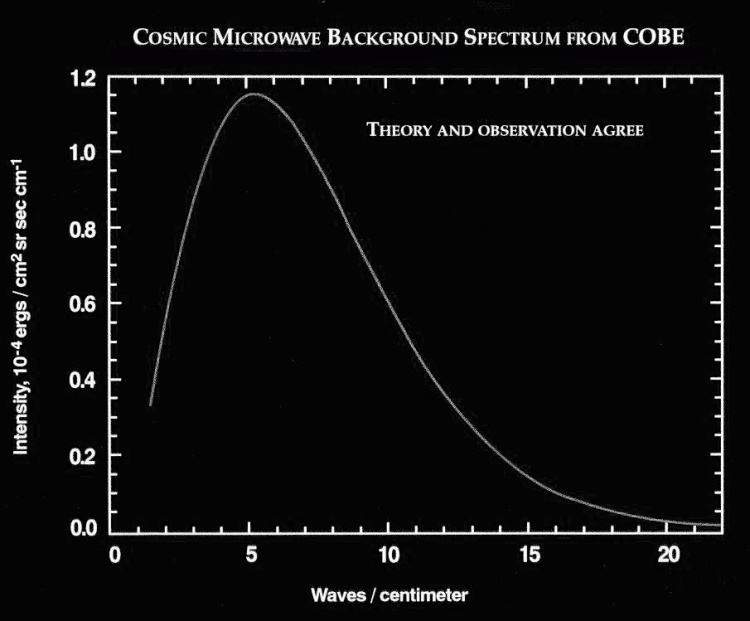 COSMIC MICROWAVE BACKGROUND SPECTRUM FROM COBE
THEORY AND OBSERVATION AGREE
Intensity, 10⁻⁴ ergs / cm² sr sec cm⁻¹
1.2
1.0
0.8
0.6
0.4
0.2
0.0
0 5 10 15 20
Waves / centimeter